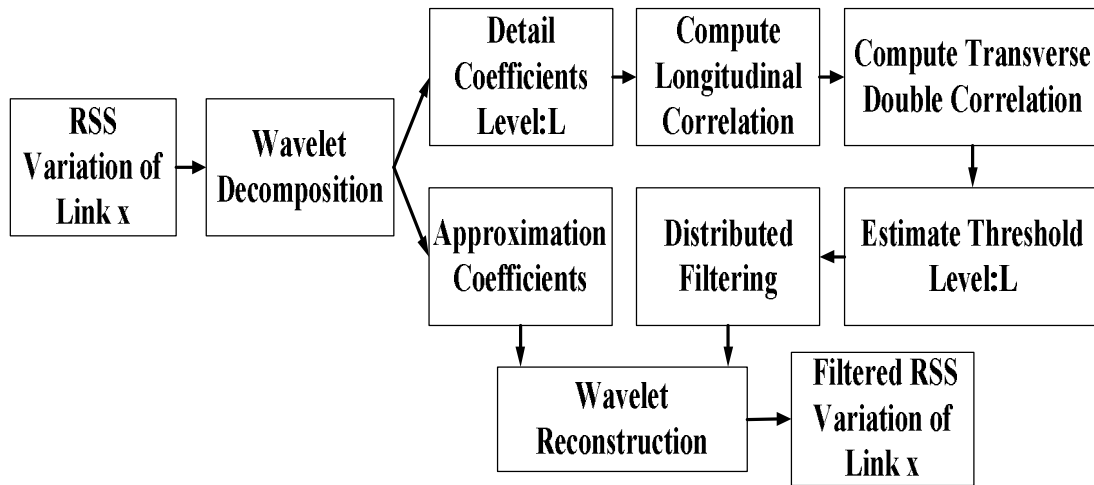 RSS
Variation of
Link x
Wavelet
Decomposition
Detail
Coefficients
Level:L
Compute
Longitudinal
Correlation
Compute Transverse
Double Correlation
Approximation
Coefficients
Distributed
Filtering
Estimate Threshold
Level:L
Wavelet
Reconstruction
Filtered RSS
Variation of
Link x